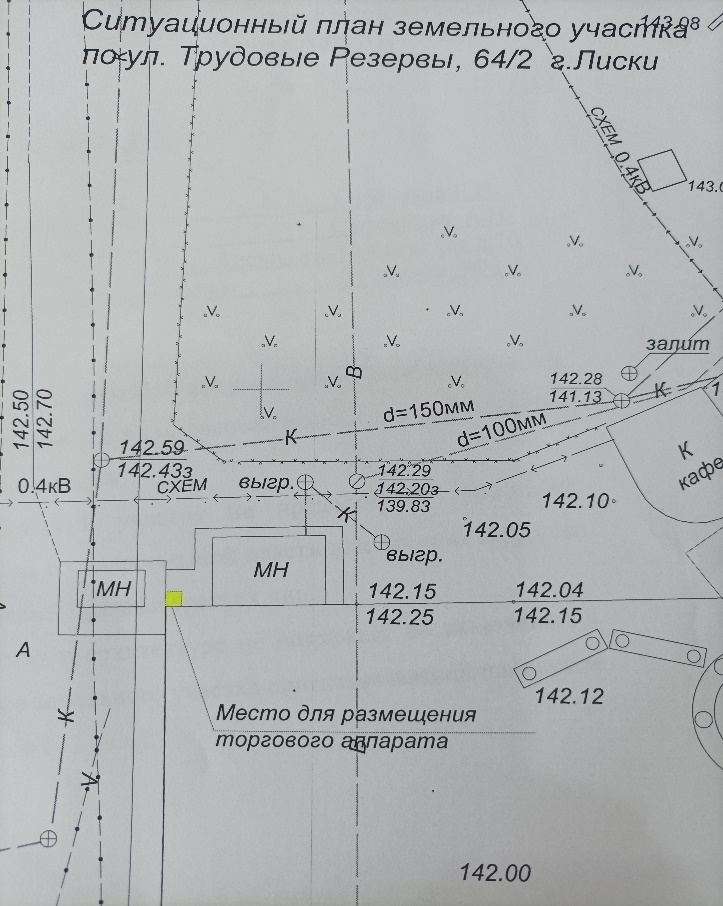 Ситуационный план земельного участка
по ул. Трудовые Резервы, 64/2 г.Лиски
143.08
СХЕМ 0.4кВ
143.0
залит
142.28
141.13
К
В
142.50
142.70
d=150мм
К
d=100мм
К
кафе
142.59
142.43з
0.4кВ
СХЕМ
выгр.
142.29
142.20з
139.83
142.10
К
142.05
выгр.
МН
МН
142.15
142.04
142.25
142.15
А
142.12
К
Место для размещения
торгового аппарата
В
V
142.00